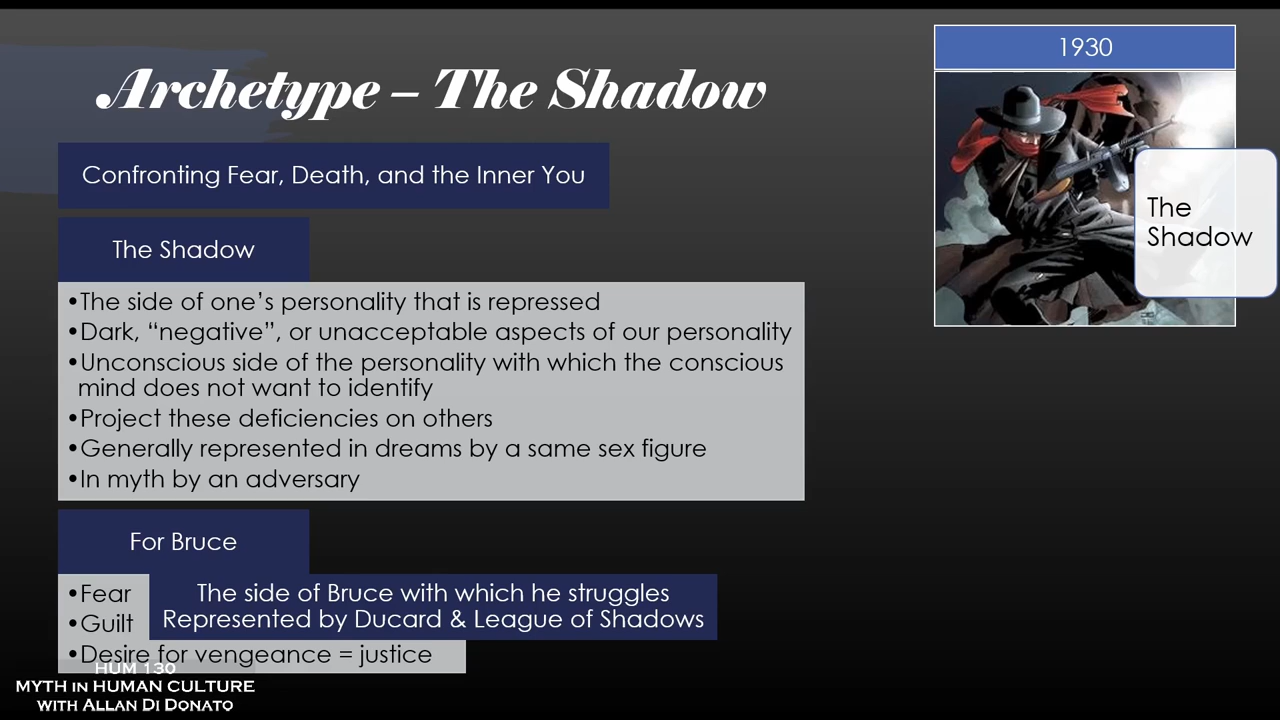 Archetype – The Shadow
1930
The
Shadow
Confronting Fear, Death, and the Inner You
The Shadow
•The side of one’s personality that is repressed
•Dark, “negative”, or unacceptable aspects of our personality
•Unconscious side of the personality with which the conscious
mind does not want to identify
•Project these deficiencies on others
•Generally represented in dreams by a same sex figure
•In myth by an adversary
For Bruce
•Fear
•Guilt
The side of Bruce with which he struggles
Represented by Ducard & League of Shadows
•Desire for vengeance = justice
HUM 130
MYTH IN HUMAN CULTURE
WITH ALLAN DI DONATO